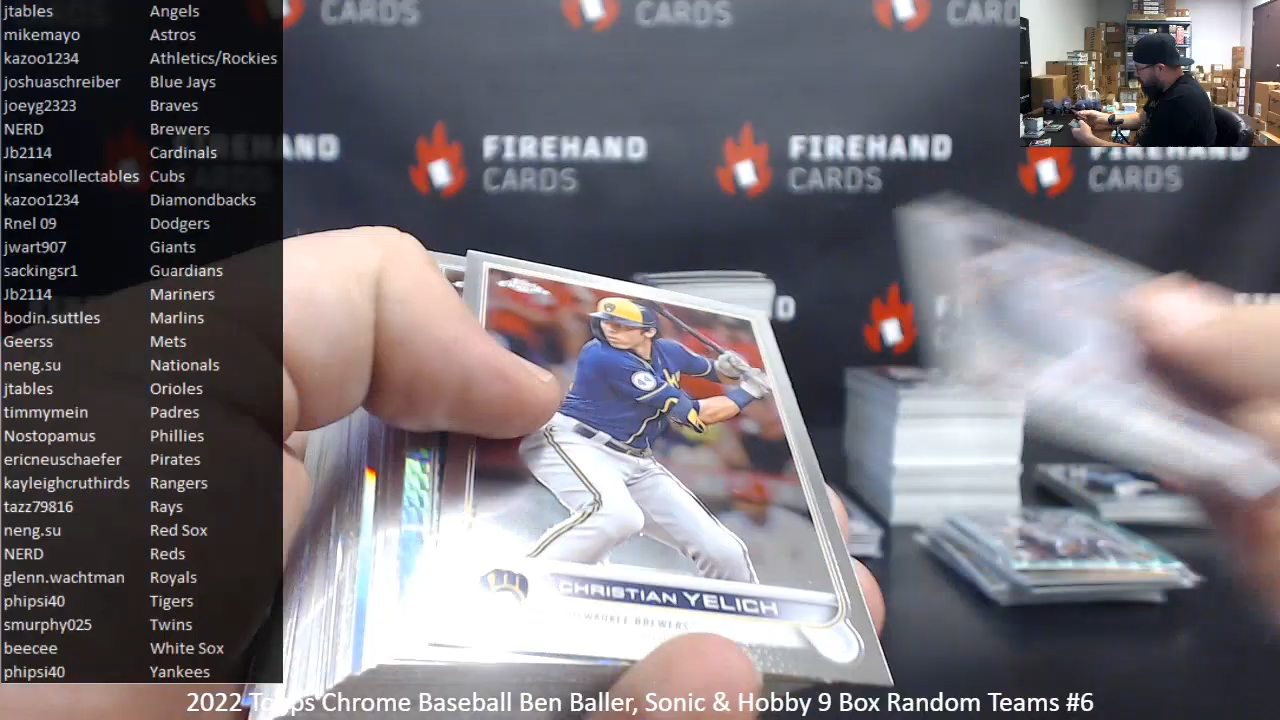 jtables Angels
mikemayo Astros
kazoo1234 Athletics/Rockies
joshuaschreiber Blue Jays
joeyg2323 Braves
NERD Brewers
Jb2114 Cardinals
insanecollectables Cubs
kazoo1234 Diamondbacks
Rnel 09 Dodgers
jwart907 Giants
sackingsr1 Guardians
Jb2114 Mariners
bodin.suttles Marlins
Geerss Mets
neng.su Nationals
jtables Orioles
timmymein Padres
Nostopamus Phillies
ericneuschaefer Pirates
kayleighcruthirds Rangers
tazz79816 Rays
neng.su Red Sox
NERD Reds
glenn.wachtman Royals
phipsi40 Tigers
smurphy025 Twins
beecee White Sox
phipsi40 Yankees
CARDS
CARDS
CARD
FIREHAND
CARDS
FIREHAND
CARDS
CARDS
44
CHRISTIAN YELICH
MILWAUKEE BREWERS
2022 Topps Chrome Baseball Ben Baller, Sonic & Hobby 9 Box Random Teams #6